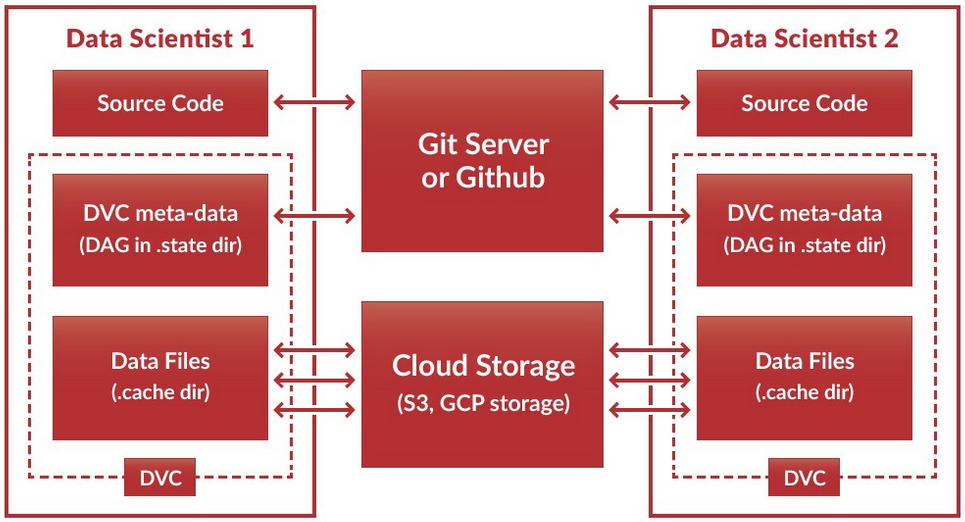 Data Scientist 1
Source Code
DVC meta-data
(DAG in .state dir)
Data Files
(.cache dir)
DVC
Git Server
or Github
Cloud Storage
(S3, GCP storage)
Data Scientist 2
Source Code
DVC meta-data
(DAG in .state dir)
Data Files
(.cache dir)
DVC